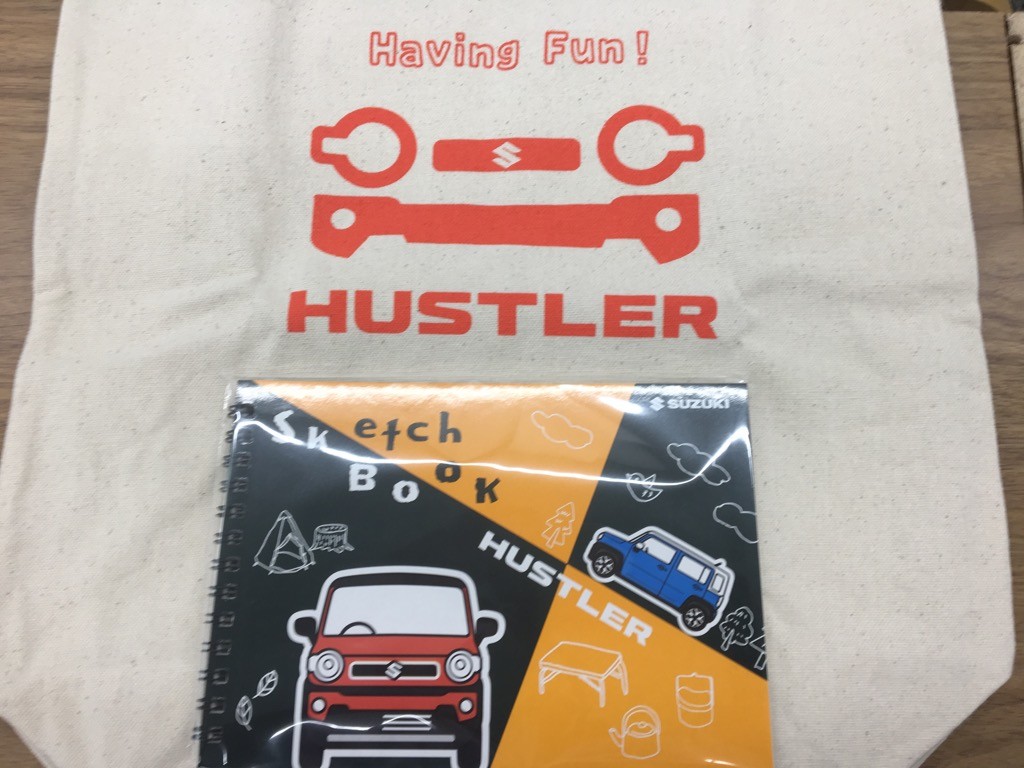 Having Fun!
HUSTLER
SUZUKI
Sketch
Book
HUSTLER